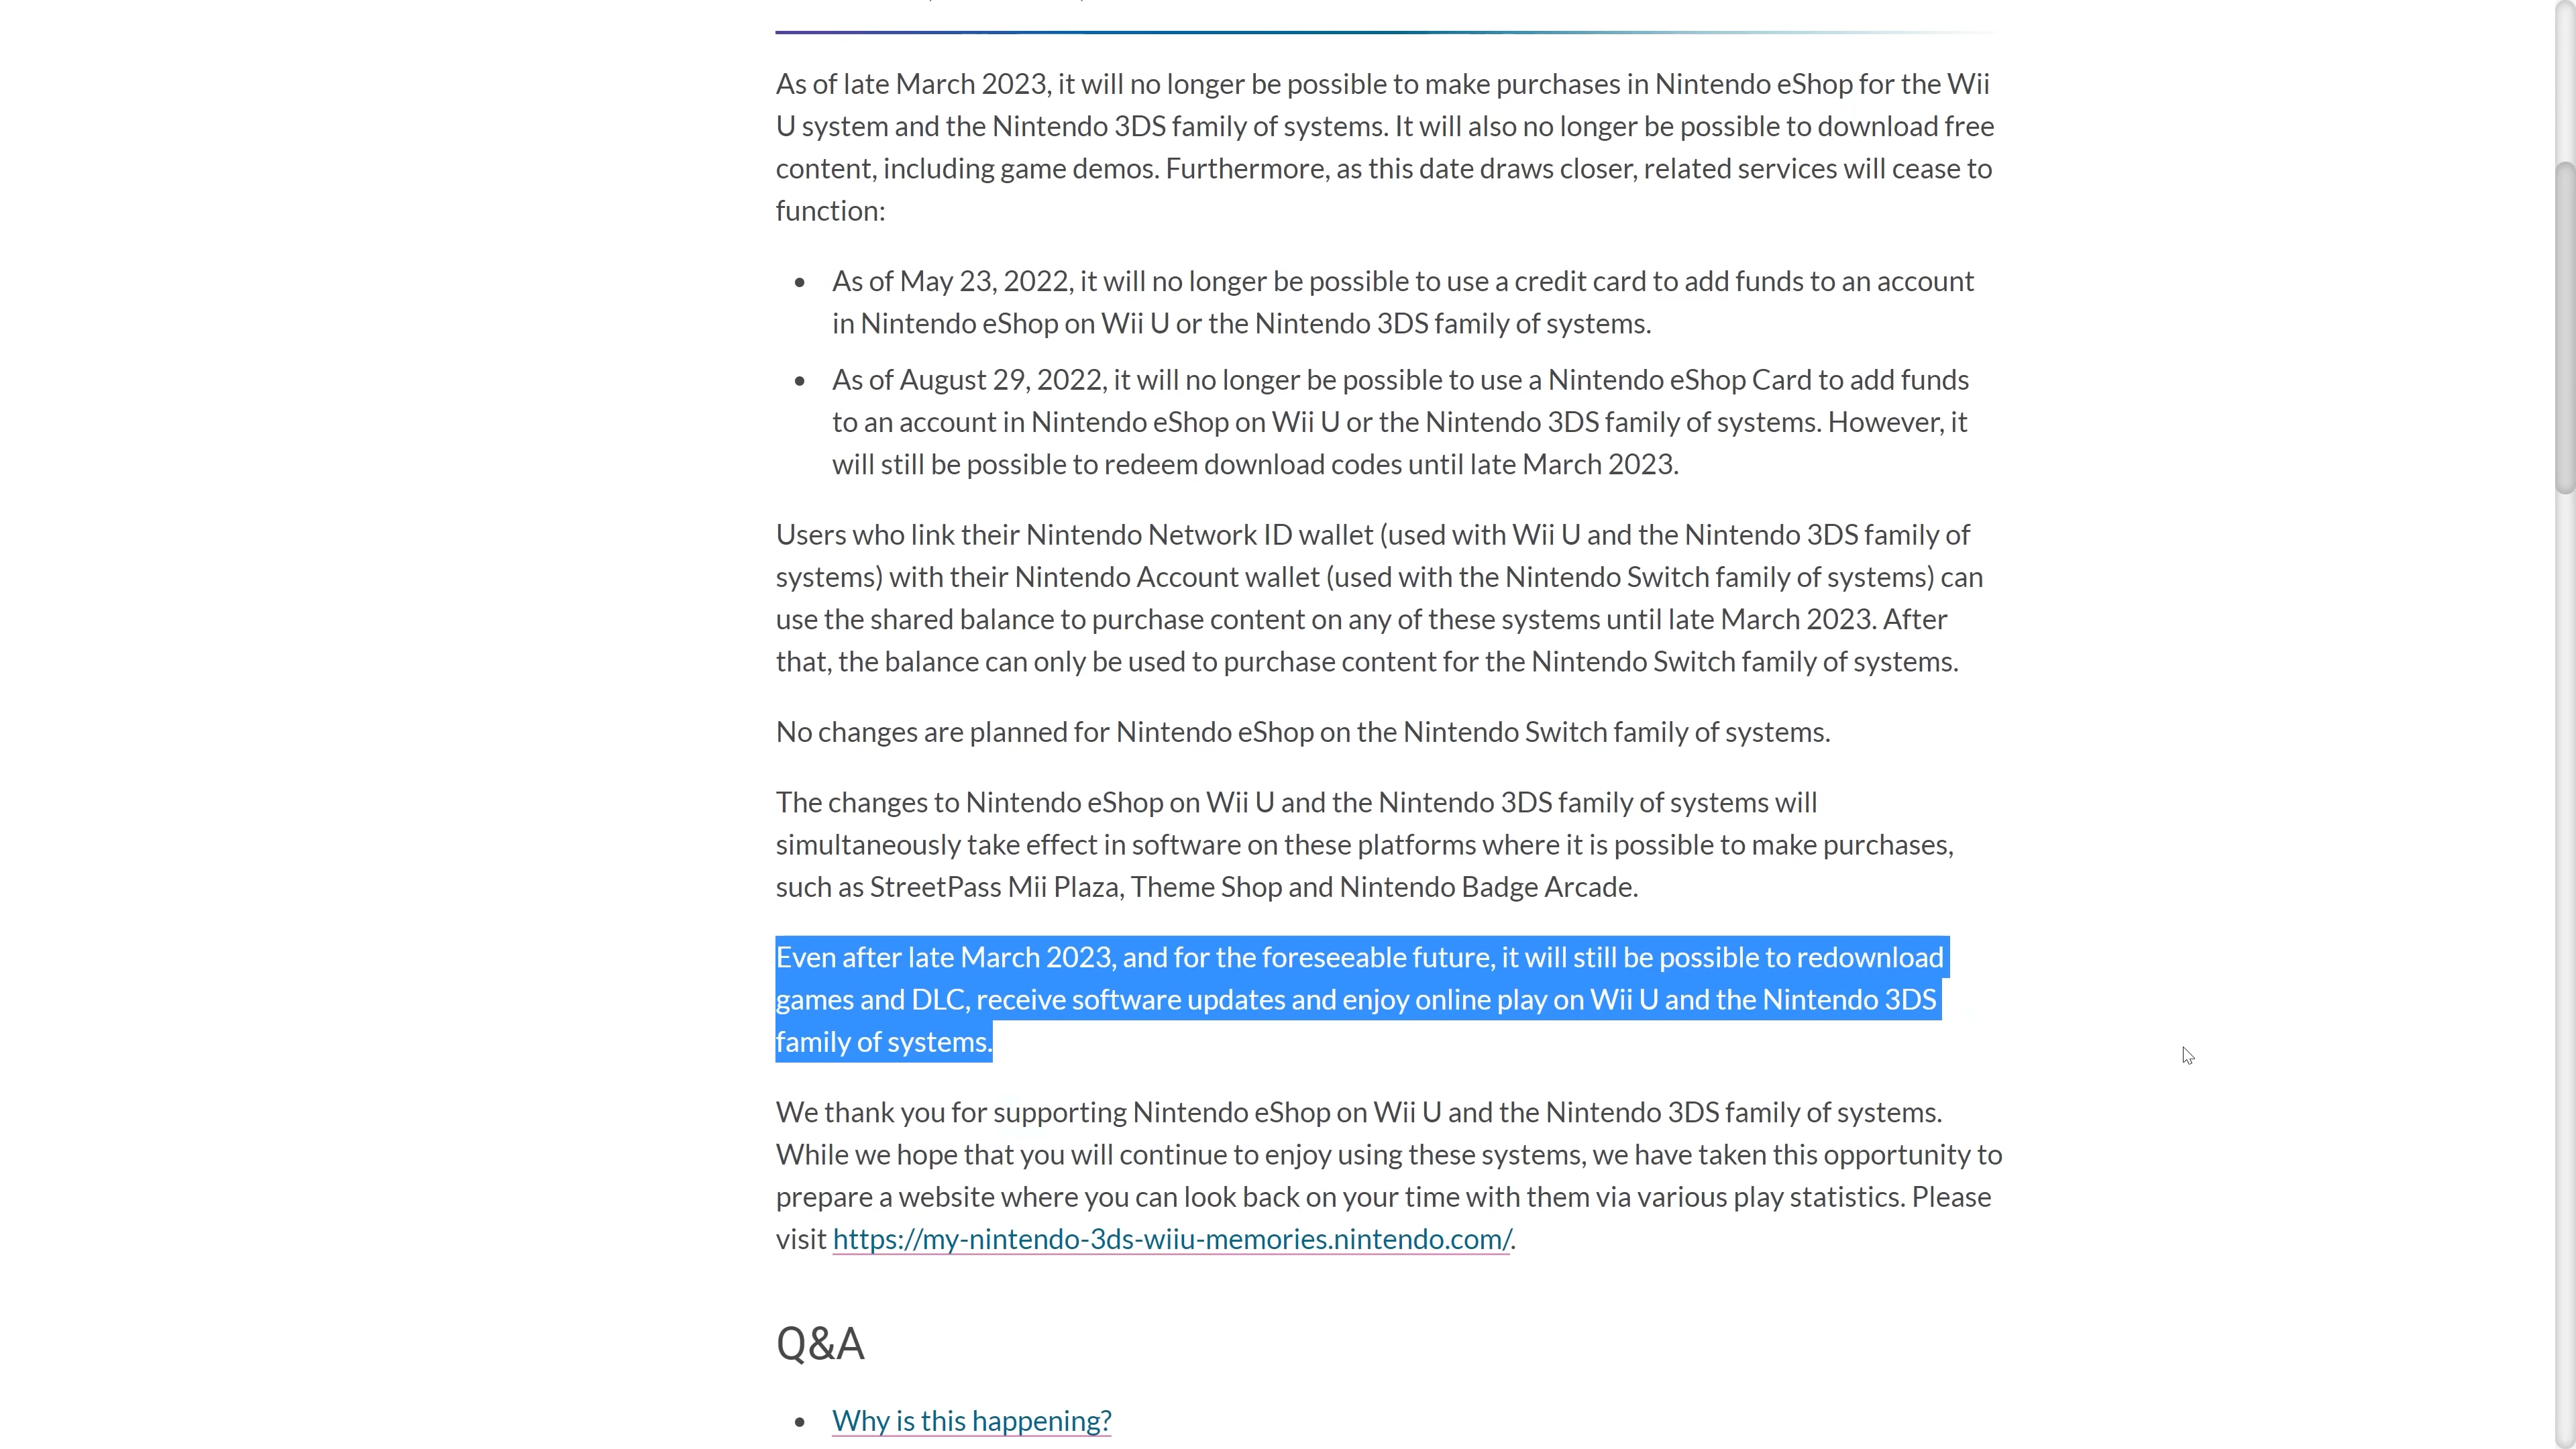 As of late March 2023, it will no longer be possible to make purchases in Nintendo eShop for the Wii
U system and the Nintendo 3DS family of systems. It will also no longer be possible to download free
content, including game demos. Furthermore, as this date draws closer, related services will cease to
function:
As of May 23, 2022, it will no longer be possible to use a credit card to add funds to an account
in Nintendo eShop on Wii U or the Nintendo 3DS family of systems.
As of August 29, 2022, it will no longer be possible to use a Nintendo eShop Card to add funds
to an account in Nintendo eShop on Wii U or the Nintendo 3DS family of systems. However, it
will still be possible to redeem download codes until late March 2023.
Users who link their Nintendo Network ID wallet (used with Wii U and the Nintendo 3DS family of
systems) with their Nintendo Account wallet (used with the Nintendo Switch family of systems) can
use the shared balance to purchase content on any of these systems until late March 2023. After
that, the balance can only be used to purchase content for the Nintendo Switch family of systems.
No changes are planned for Nintendo eShop on the Nintendo Switch family of systems.
The changes to Nintendo eShop on Wii U and the Nintendo 3DS family of systems will
simultaneously take effect in software on these platforms where it is possible to make purchases,
such as StreetPass Mii Plaza, Theme Shop and Nintendo Badge Arcade.
Even after late March 2023, and for the foreseeable future, it will still be possible to redownload
games and DLC, receive software updates and enjoy online play on Wii U and the Nintendo 3DS
family of systems.
We thank you for supporting Nintendo eShop on Wii U and the Nintendo 3DS family of systems.
While we hope that you will continue to enjoy using these systems, we have taken this opportunity to
prepare a website where you can look back on your time with them via various play statistics. Please
visit https://my-nintendo-3ds-wiiu-memories.nintendo.com/.
Q&A
Why is this happening?